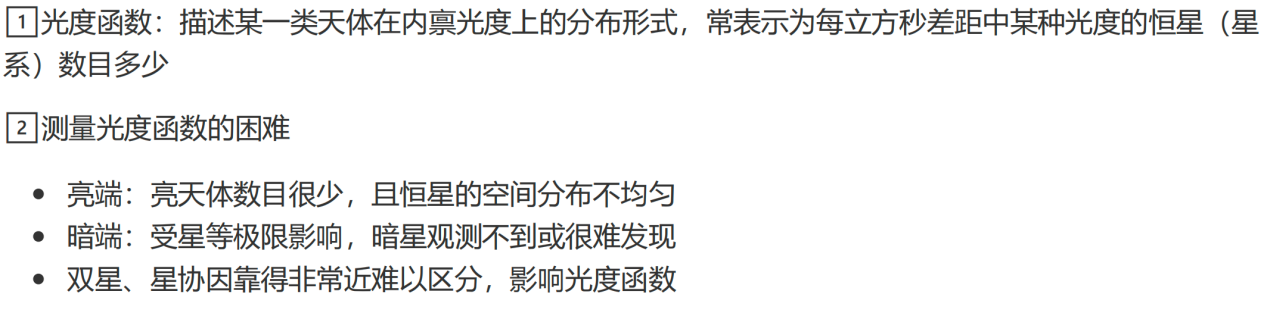 1️⃣光度函数：描述某一类天体在内禀光度上的分布形式，常表示为每立方秒差距中某种光度的恒星（星
系）数目多少
2️⃣测量光度函数的困难
• 亮端：亮天体数目很少，且恒星的空间分布不均匀
• 暗端：受星等极限影响，暗星观测不到或很难发现
• 双星、星协因靠得非常近难以区分，影响光度函数